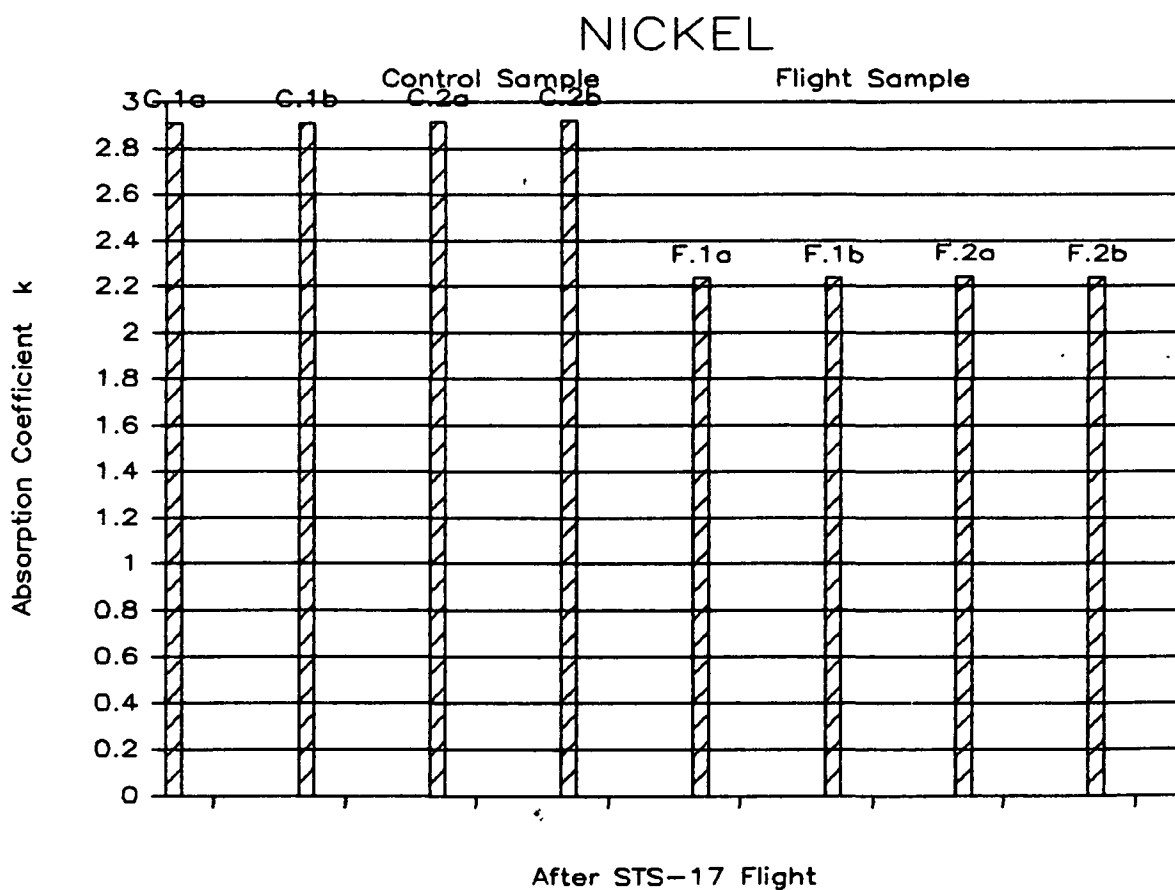 NICKEL
Control Sample Flight Sample
C.1a C.1b C.2a C.2b
F.1a F.1b F.2a F.2b
3
2.8
2.6
2.4
2.2
2
1.8
1.6
1.4
1.2
1
0.8
0.6
0.4
0.2
0
Absorption Coefficient k
After STS-17 Flight